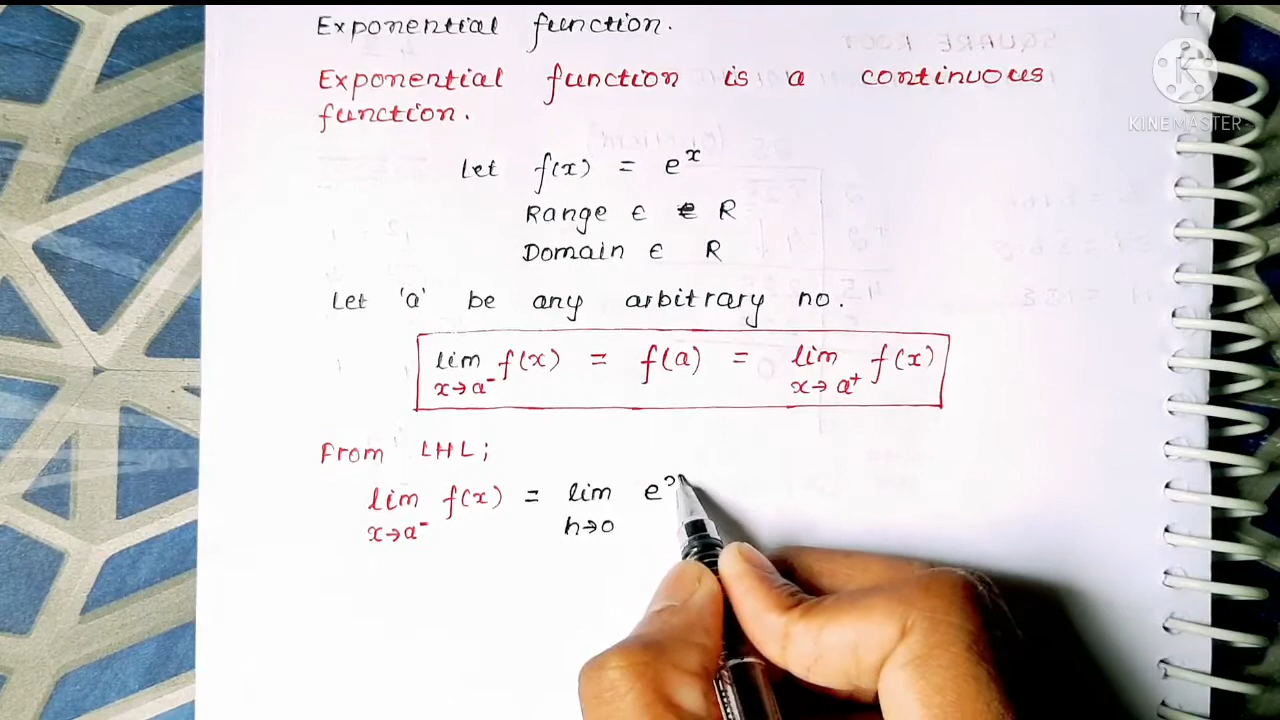 Exponential function.
Exponential function is a continuous
function.
KINEMASTER
Let f(x) = e^x
Range ϵ R
Domain ϵ R
Let 'a' be any arbitrary no.
lim x→a⁻ f(x) = f(a) = lim x→a⁺ f(x)
From LHL;
lim x→a⁻ f(x) = lim h→0 e